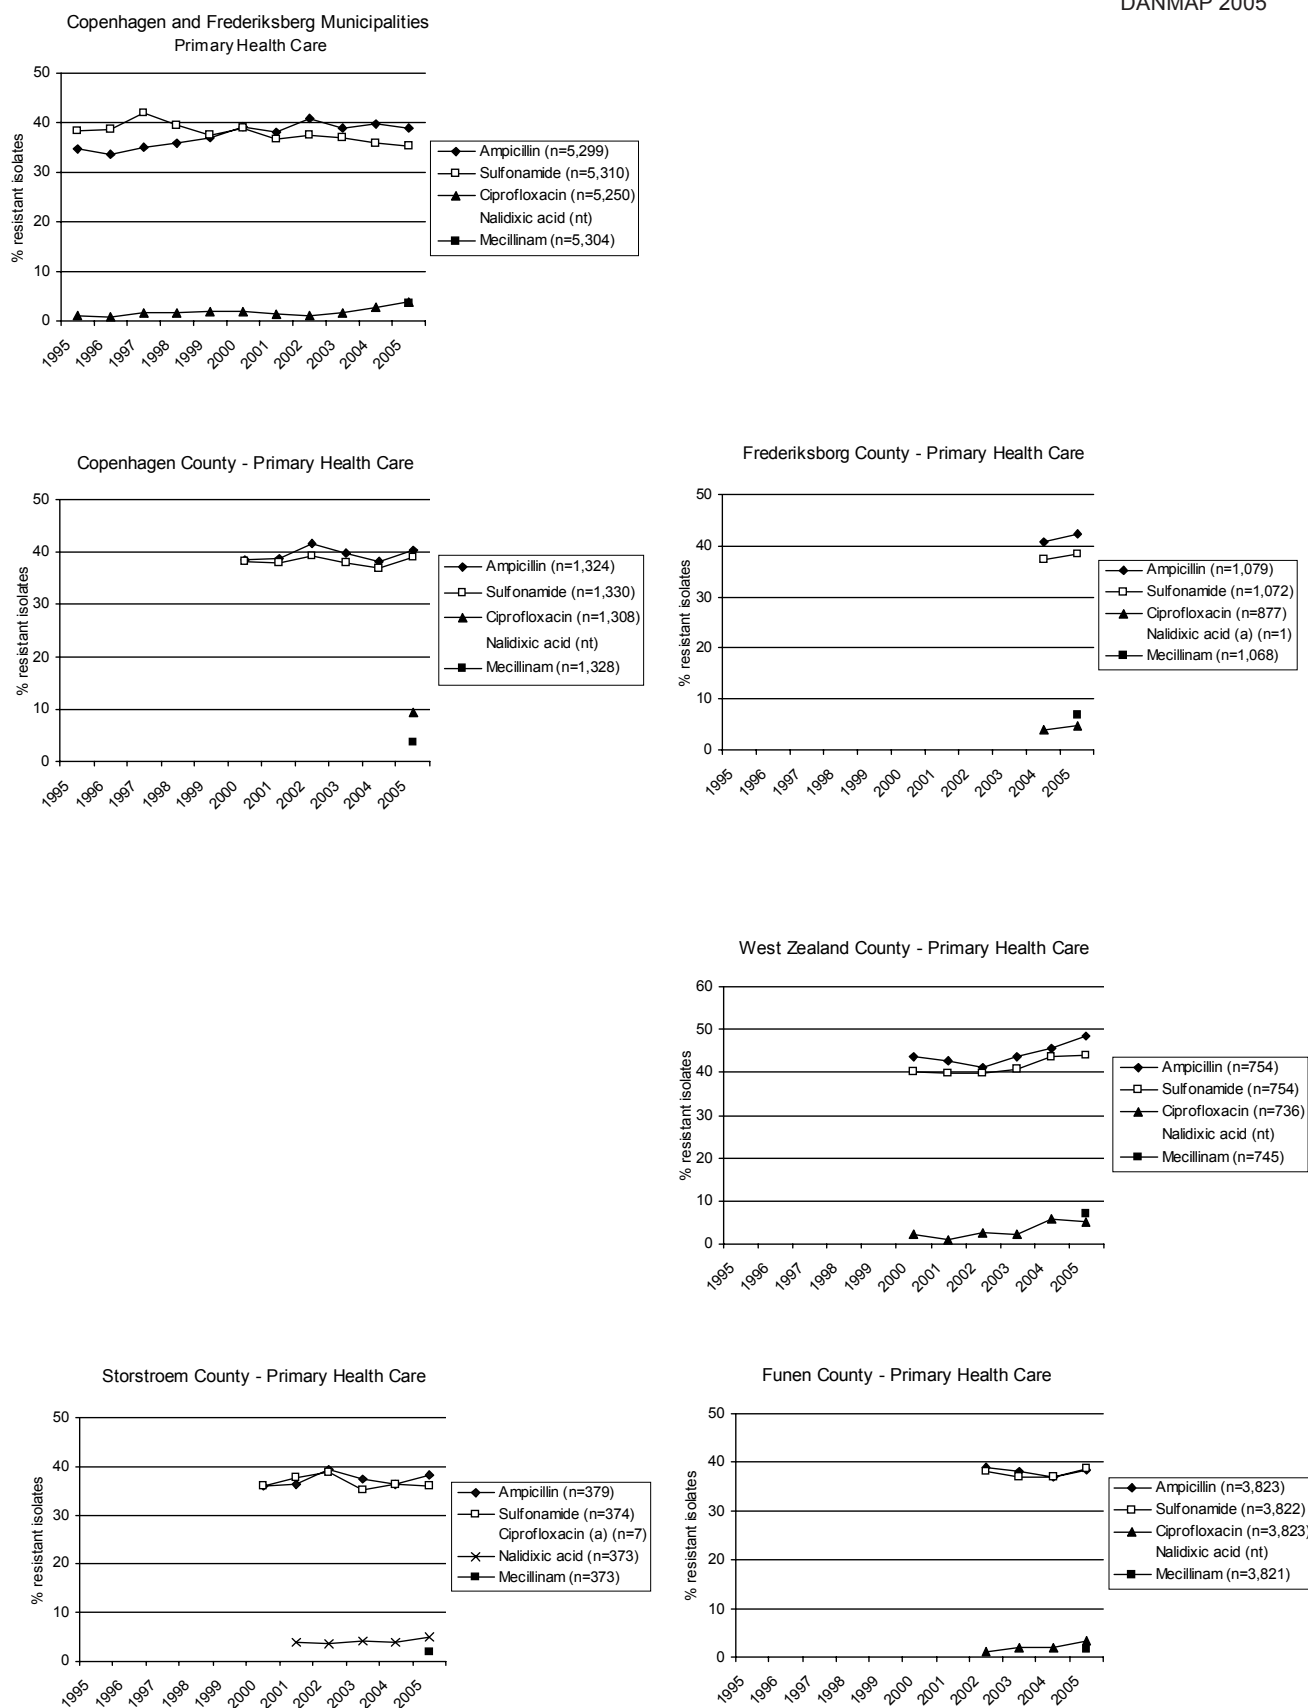 DANMAP 2005
Copenhagen and Frederiksberg Municipalities
Primary Health Care
50
40
30
20
10
0
% resistant isolates
1995
1996
1997
1998
1999
2000
2001
2002
2003
2004
2005
Ampicillin (n=5,299)
Sulfonamide (n=5,310)
Ciprofloxacin (n=5,250)
Nalidixic acid (nt)
Mecillinam (n=5,304)
Copenhagen County - Primary Health Care
50
40
30
20
10
0
% resistant isolates
1995
1996
1997
1998
1999
2000
2001
2002
2003
2004
2005
Ampicillin (n=1,324)
Sulfonamide (n=1,330)
Ciprofloxacin (n=1,308)
Nalidixic acid (nt)
Mecillinam (n=1,328)
Frederiksborg County - Primary Health Care
50
40
30
20
10
0
% resistant isolates
1995
1996
1997
1998
1999
2000
2001
2002
2003
2004
2005
Ampicillin (n=1,079)
Sulfonamide (n=1,072)
Ciprofloxacin (n=877)
Nalidixic acid (a) (n=1)
Mecillinam (n=1,068)
West Zealand County - Primary Health Care
60
50
40
30
20
10
0
% resistant isolates
1995
1996
1997
1998
1999
2000
2001
2002
2003
2004
2005
Ampicillin (n=754)
Sulfonamide (n=754)
Ciprofloxacin (n=736)
Nalidixic acid (nt)
Mecillinam (n=745)
Storstroem County - Primary Health Care
50
40
30
20
10
0
% resistant isolates
1995
1996
1997
1998
1999
2000
2001
2002
2003
2004
2005
Ampicillin (n=379)
Sulfonamide (n=374)
Ciprofloxacin (a) (n=7)
Nalidixic acid (n=373)
Mecillinam (n=373)
Funen County - Primary Health Care
50
40
30
20
10
0
% resistant isolates
1995
1996
1997
1998
1999
2000
2001
2002
2003
2004
2005
Ampicillin (n=3,823)
Sulfonamide (n=3,822)
Ciprofloxacin (n=3,823)
Nalidixic acid (nt)
Mecillinam (n=3,821)